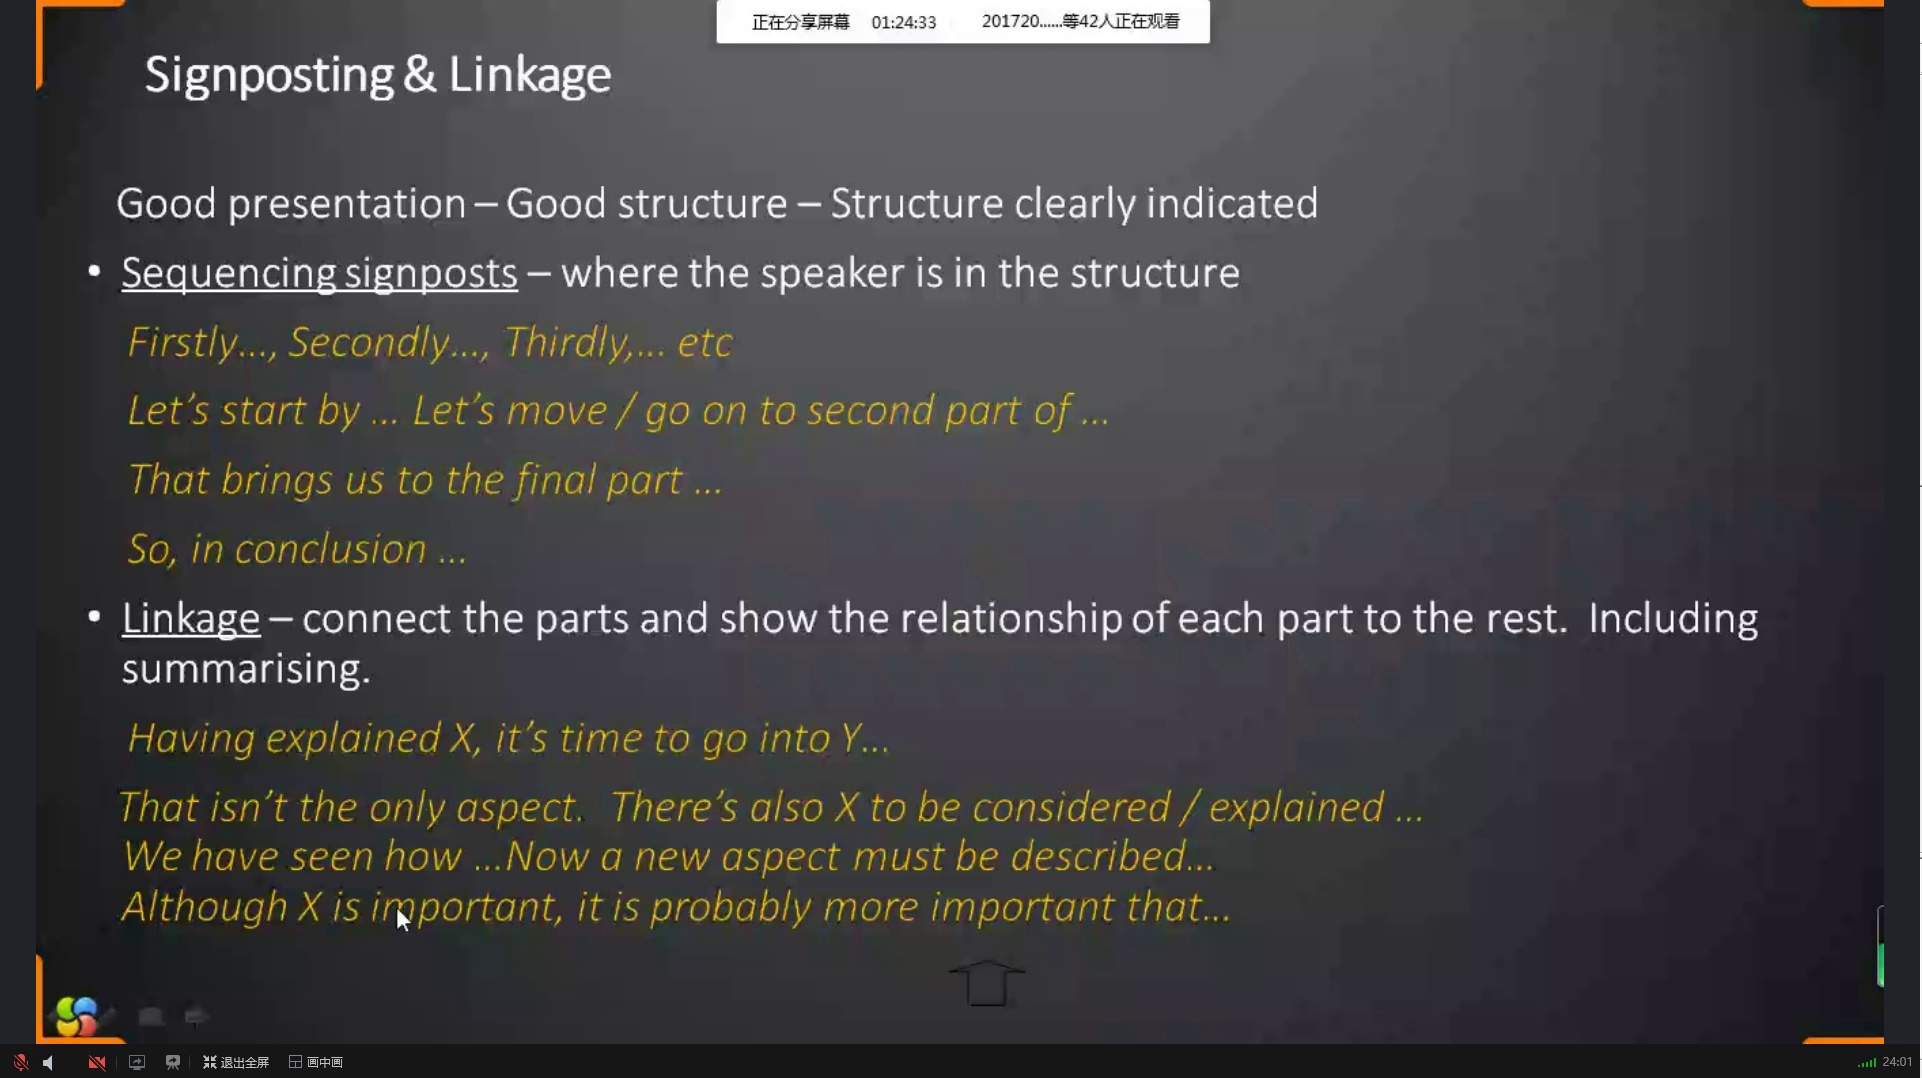 正在分享屏幕 01:24:33 201720......等42人正在观看
Signposting & Linkage
Good presentation – Good structure – Structure clearly indicated
• Sequencing signposts – where the speaker is in the structure
Firstly…, Secondly…, Thirdly,… etc
Let’s start by … Let’s move / go on to second part of …
That brings us to the final part …
So, in conclusion …
• Linkage – connect the parts and show the relationship of each part to the rest. Including
summarising.
Having explained X, it’s time to go into Y…
That isn’t the only aspect. There’s also X to be considered / explained …
We have seen how …Now a new aspect must be described…
Although X is important, it is probably more important that…
退出全屏 画中画 24:01